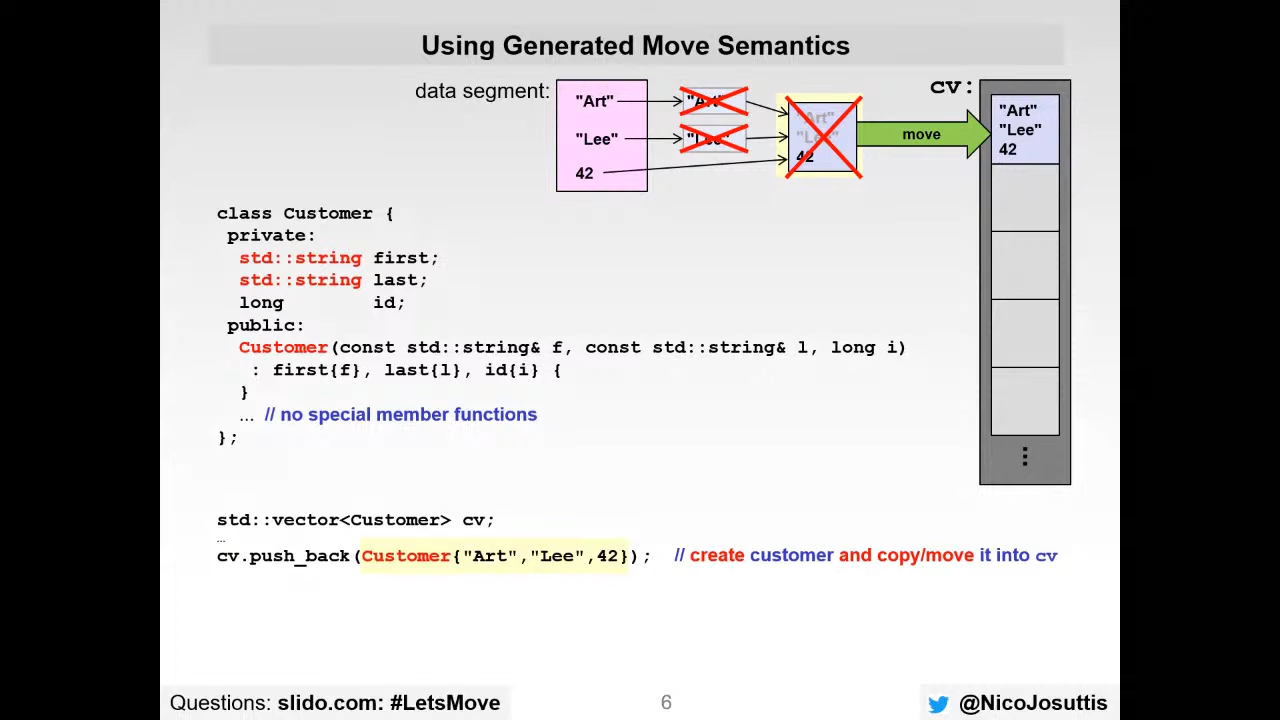 Using Generated Move Semantics
data segment:
cv:
"Art"
"Art"
"Art"
"Art"
"Lee"
"Lee"
"Lee"
"Lee"
move
42
42
42
class Customer {
private:
std::string first;
std::string last;
long id;
public:
Customer(const std::string& f, const std::string& l, long i)
: first{f}, last{l}, id{i} {
}
... // no special member functions
};
⋮
std::vector<Customer> cv;
...
cv.push_back(Customer{"Art","Lee",42}); // create customer and copy/move it into cv
Questions: slido.com: #LetsMove
6
@NicoJosuttis